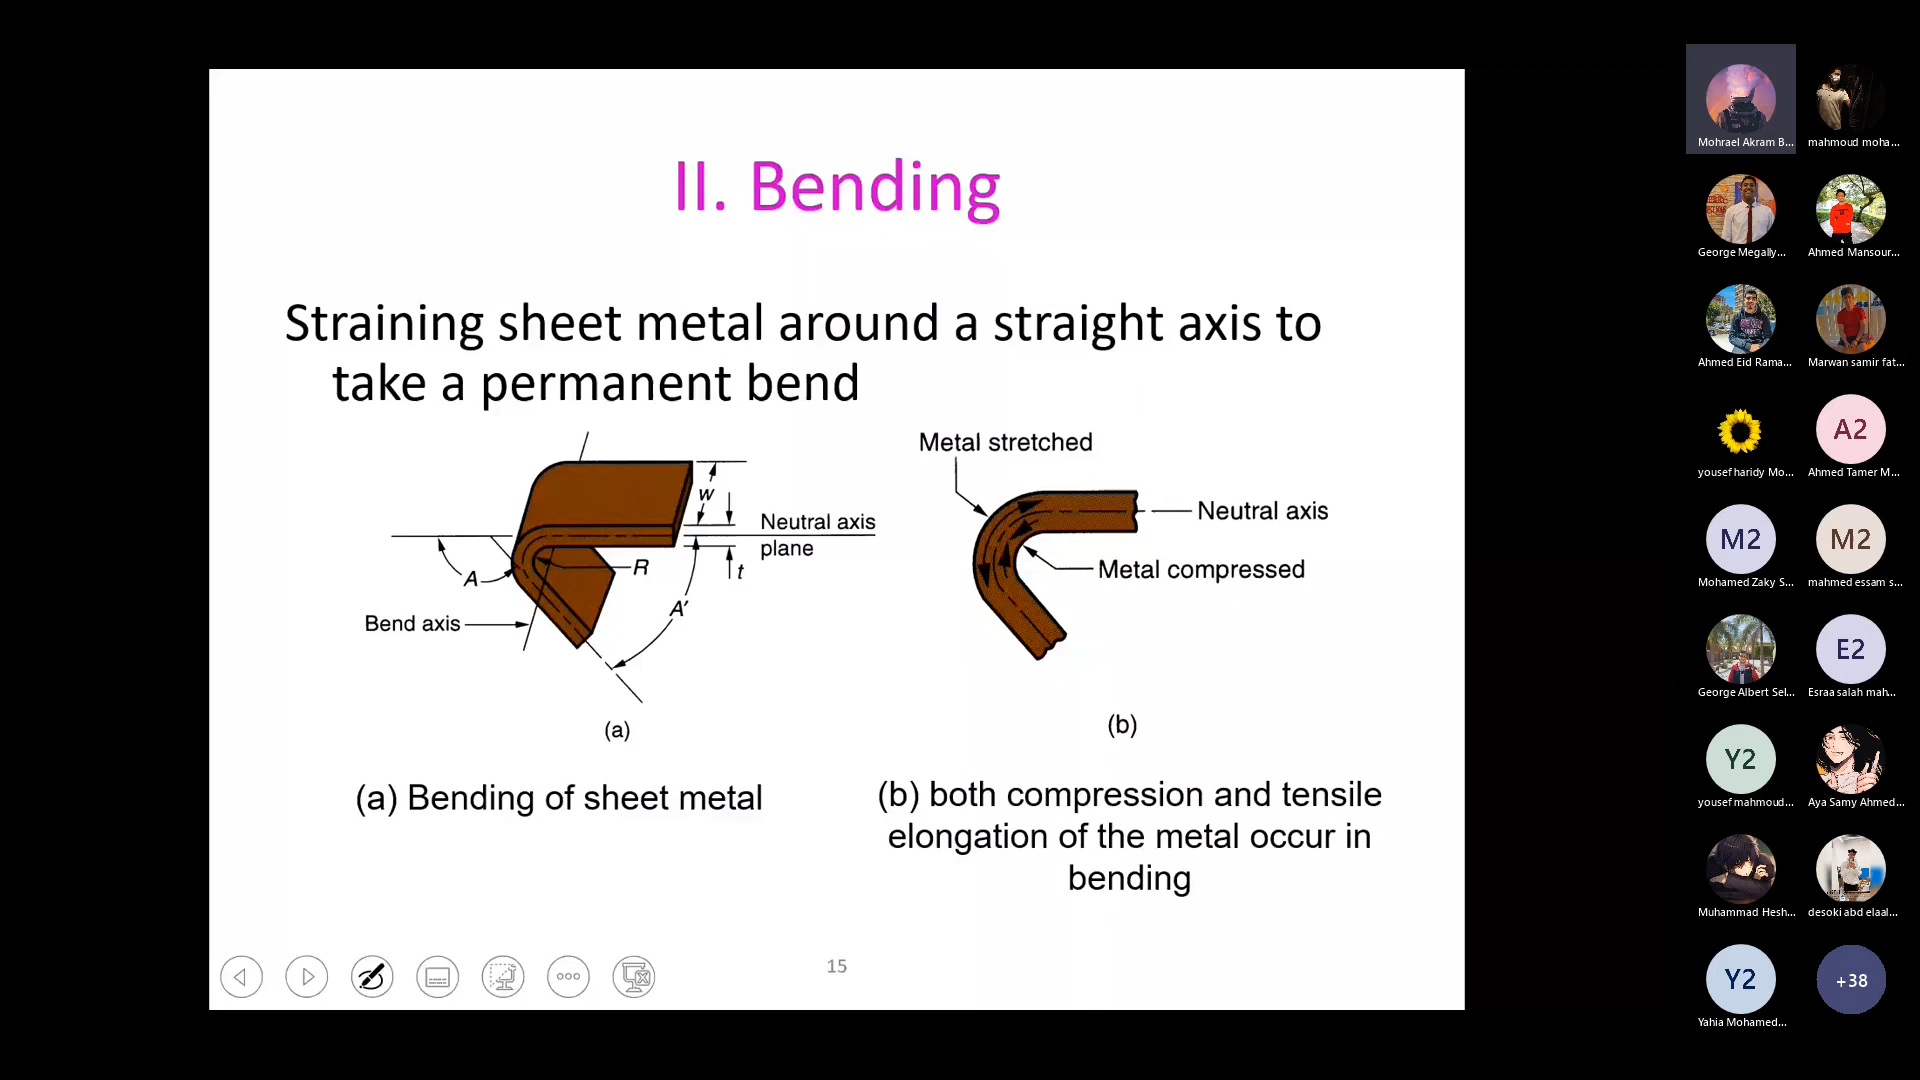 II. Bending
Straining sheet metal around a straight axis to
take a permanent bend
w
Neutral axis
plane
t
R
A
A'
Bend axis
(a)
Metal stretched
Neutral axis
Metal compressed
(b)
(a) Bending of sheet metal
(b) both compression and tensile
elongation of the metal occur in
bending
15
Mohrael Akram B...
mahmoud moha...
George Megally...
Ahmed Mansour...
Ahmed Eid Rama...
Marwan samir fat...
yousef haridy Mo...
A2
Ahmed Tamer M...
M2
Mohamed Zaky S...
M2
mahmed essam s...
George Albert Sel...
E2
Esraa salah mah...
Y2
yousef mahmoud...
Aya Samy Ahmed...
Muhammad Hesh...
desoki abd elaal...
Y2
Yahia Mohamed...
+38